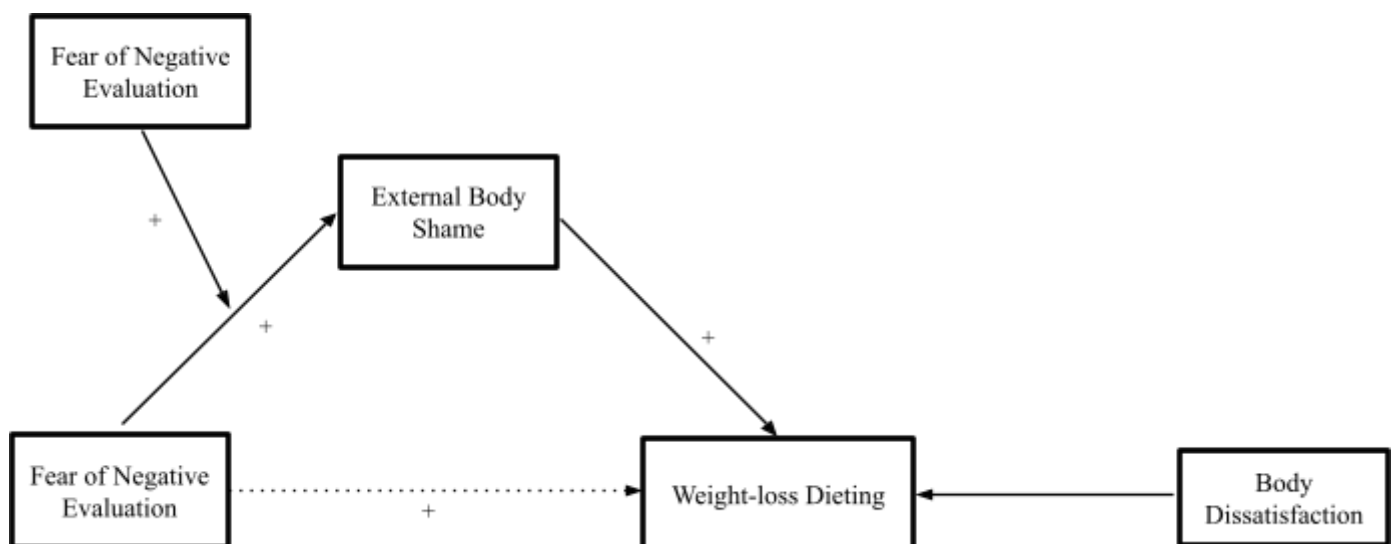 Fear of Negative
Evaluation
External Body
Shame
+
+
+
Fear of Negative
Evaluation
+
Weight-loss Dieting
Body
Dissatisfaction